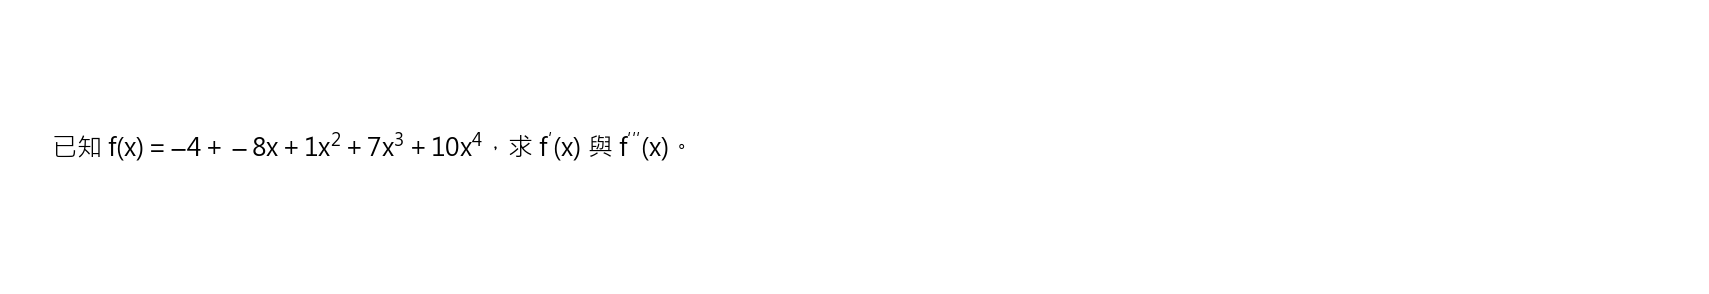 已知 f(x) = −4 + −8x + 1x² + 7x³ + 10x⁴，求 f′(x) 與 f′′′(x)。